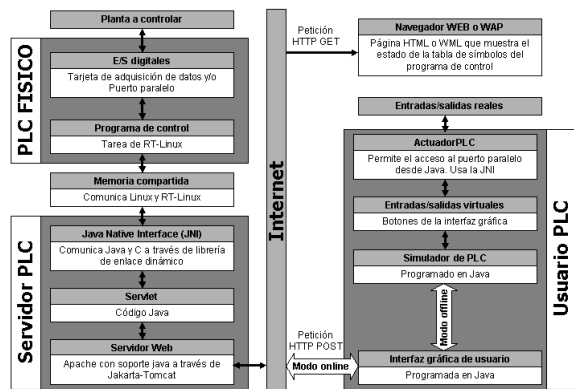 Planta a controlar
PLC FISICO
E/S digitales
Tarjeta de adquisición de datos y/o
Puerto paralelo
Programa de control
Tarea de RT-Linux
Memoria compartida
Comunica Linux y RT-Linux
Servidor PLC
Java Native Interface (JNI)
Comunica Java y C a través de librería
de enlace dinámico
Servlet
Código Java
Servidor Web
Apache con soporte java a través de
Jakarta-Tomcat
Internet
Petición
HTTP GET
Navegador WEB o WAP
Página HTML o WML que muestra el
estado de la tabla de símbolos del
programa de control
Entradas/salidas reales
Usuario PLC
ActuadorPLC
Permite el acceso al puerto paralelo
desde Java. Usa la JNI
Entradas/salidas virtuales
Botones de la interfaz gráfica
Simulador de PLC
Programado en Java
Modo offline
Petición
HTTP POST
Modo online
Interfaz gráfica de usuario
Programada en Java